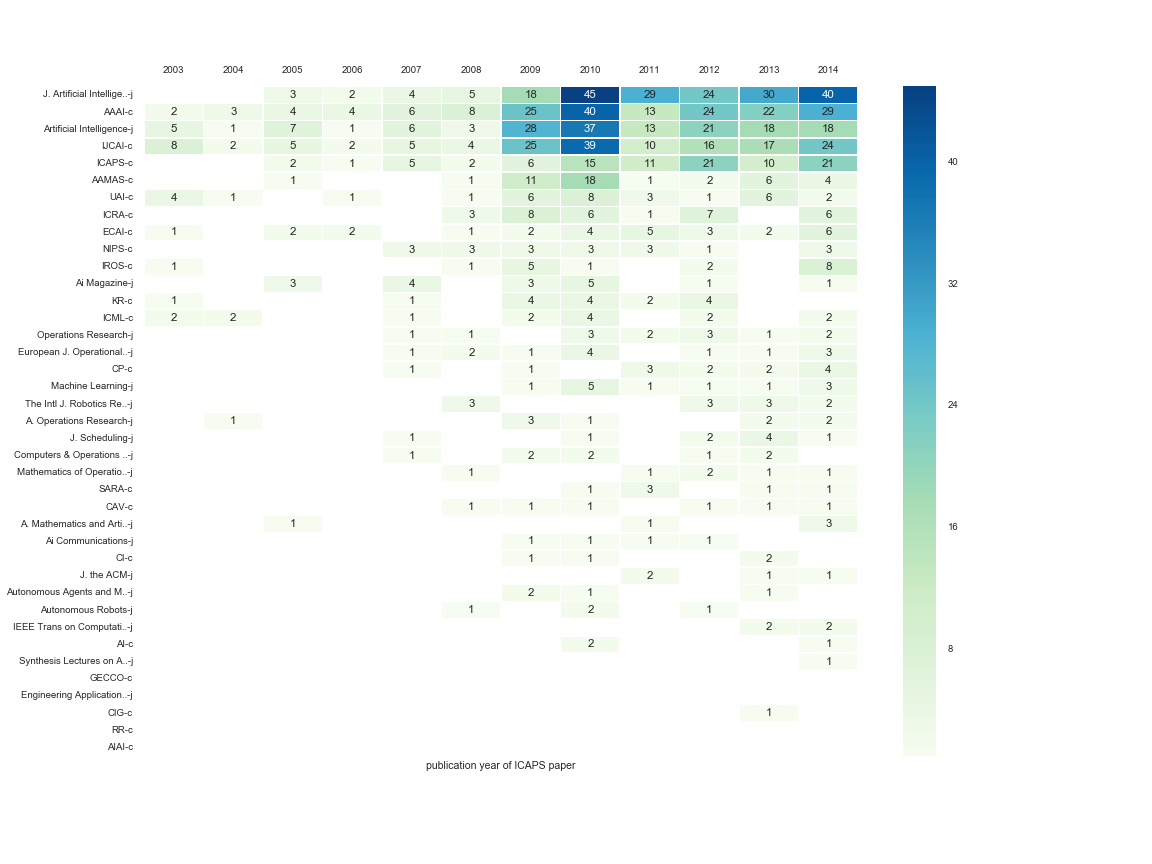 2003 2004 2005 2006 2007 2008 2009 2010 2011 2012 2013 2014
J. Artificial Intellige..-j 3 2 4 5 18 45 29 24 30 40
AAAI-c 2 3 4 4 6 8 25 40 13 24 22 29
Artificial Intelligence-j 5 1 7 1 6 3 28 37 13 21 18 18
IJCAI-c 8 2 5 2 5 4 25 39 10 16 17 24
ICAPS-c 2 1 5 2 6 15 11 21 10 21
AAMAS-c 1 1 11 18 1 2 6 4
UAI-c 4 1 1 1 6 8 3 1 6 2
ICRA-c 3 8 6 1 7 6
ECAI-c 1 2 2 1 2 4 5 3 2 6
NIPS-c 3 3 3 3 3 1 3
IROS-c 1 1 5 1 2 8
Ai Magazine-j 3 4 3 5 1 1
KR-c 1 1 4 4 2 4
ICML-c 2 2 1 2 4 2 2
Operations Research-j 1 1 3 2 3 1 2
European J. Operational..-j 1 2 1 4 1 1 3
CP-c 1 1 3 2 2 4
Machine Learning-j 1 5 1 1 1 3
The Intl J. Robotics Re..-j 3 3 3 2
A. Operations Research-j 1 3 1 2 2
J. Scheduling-j 1 1 2 4 1
Computers & Operations ..-j 1 2 2 1 2
Mathematics of Operatio..-j 1 1 2 1 1
SARA-c 1 3 1 1
CAV-c 1 1 1 1 1 1
A. Mathematics and Arti..-j 1 1 3
Ai Communications-j 1 1 1 1
CI-c 1 1 2
J. the ACM-j 2 1 1
Autonomous Agents and M..-j 2 1 1
Autonomous Robots-j 1 2 1
IEEE Trans on Computati..-j 2 2
AI-c 2 1
Synthesis Lectures on A..-j 1
GECCO-c
Engineering Application..-j
CIG-c 1
RR-c
AIAI-c
publication year of ICAPS paper
40
32
24
16
8